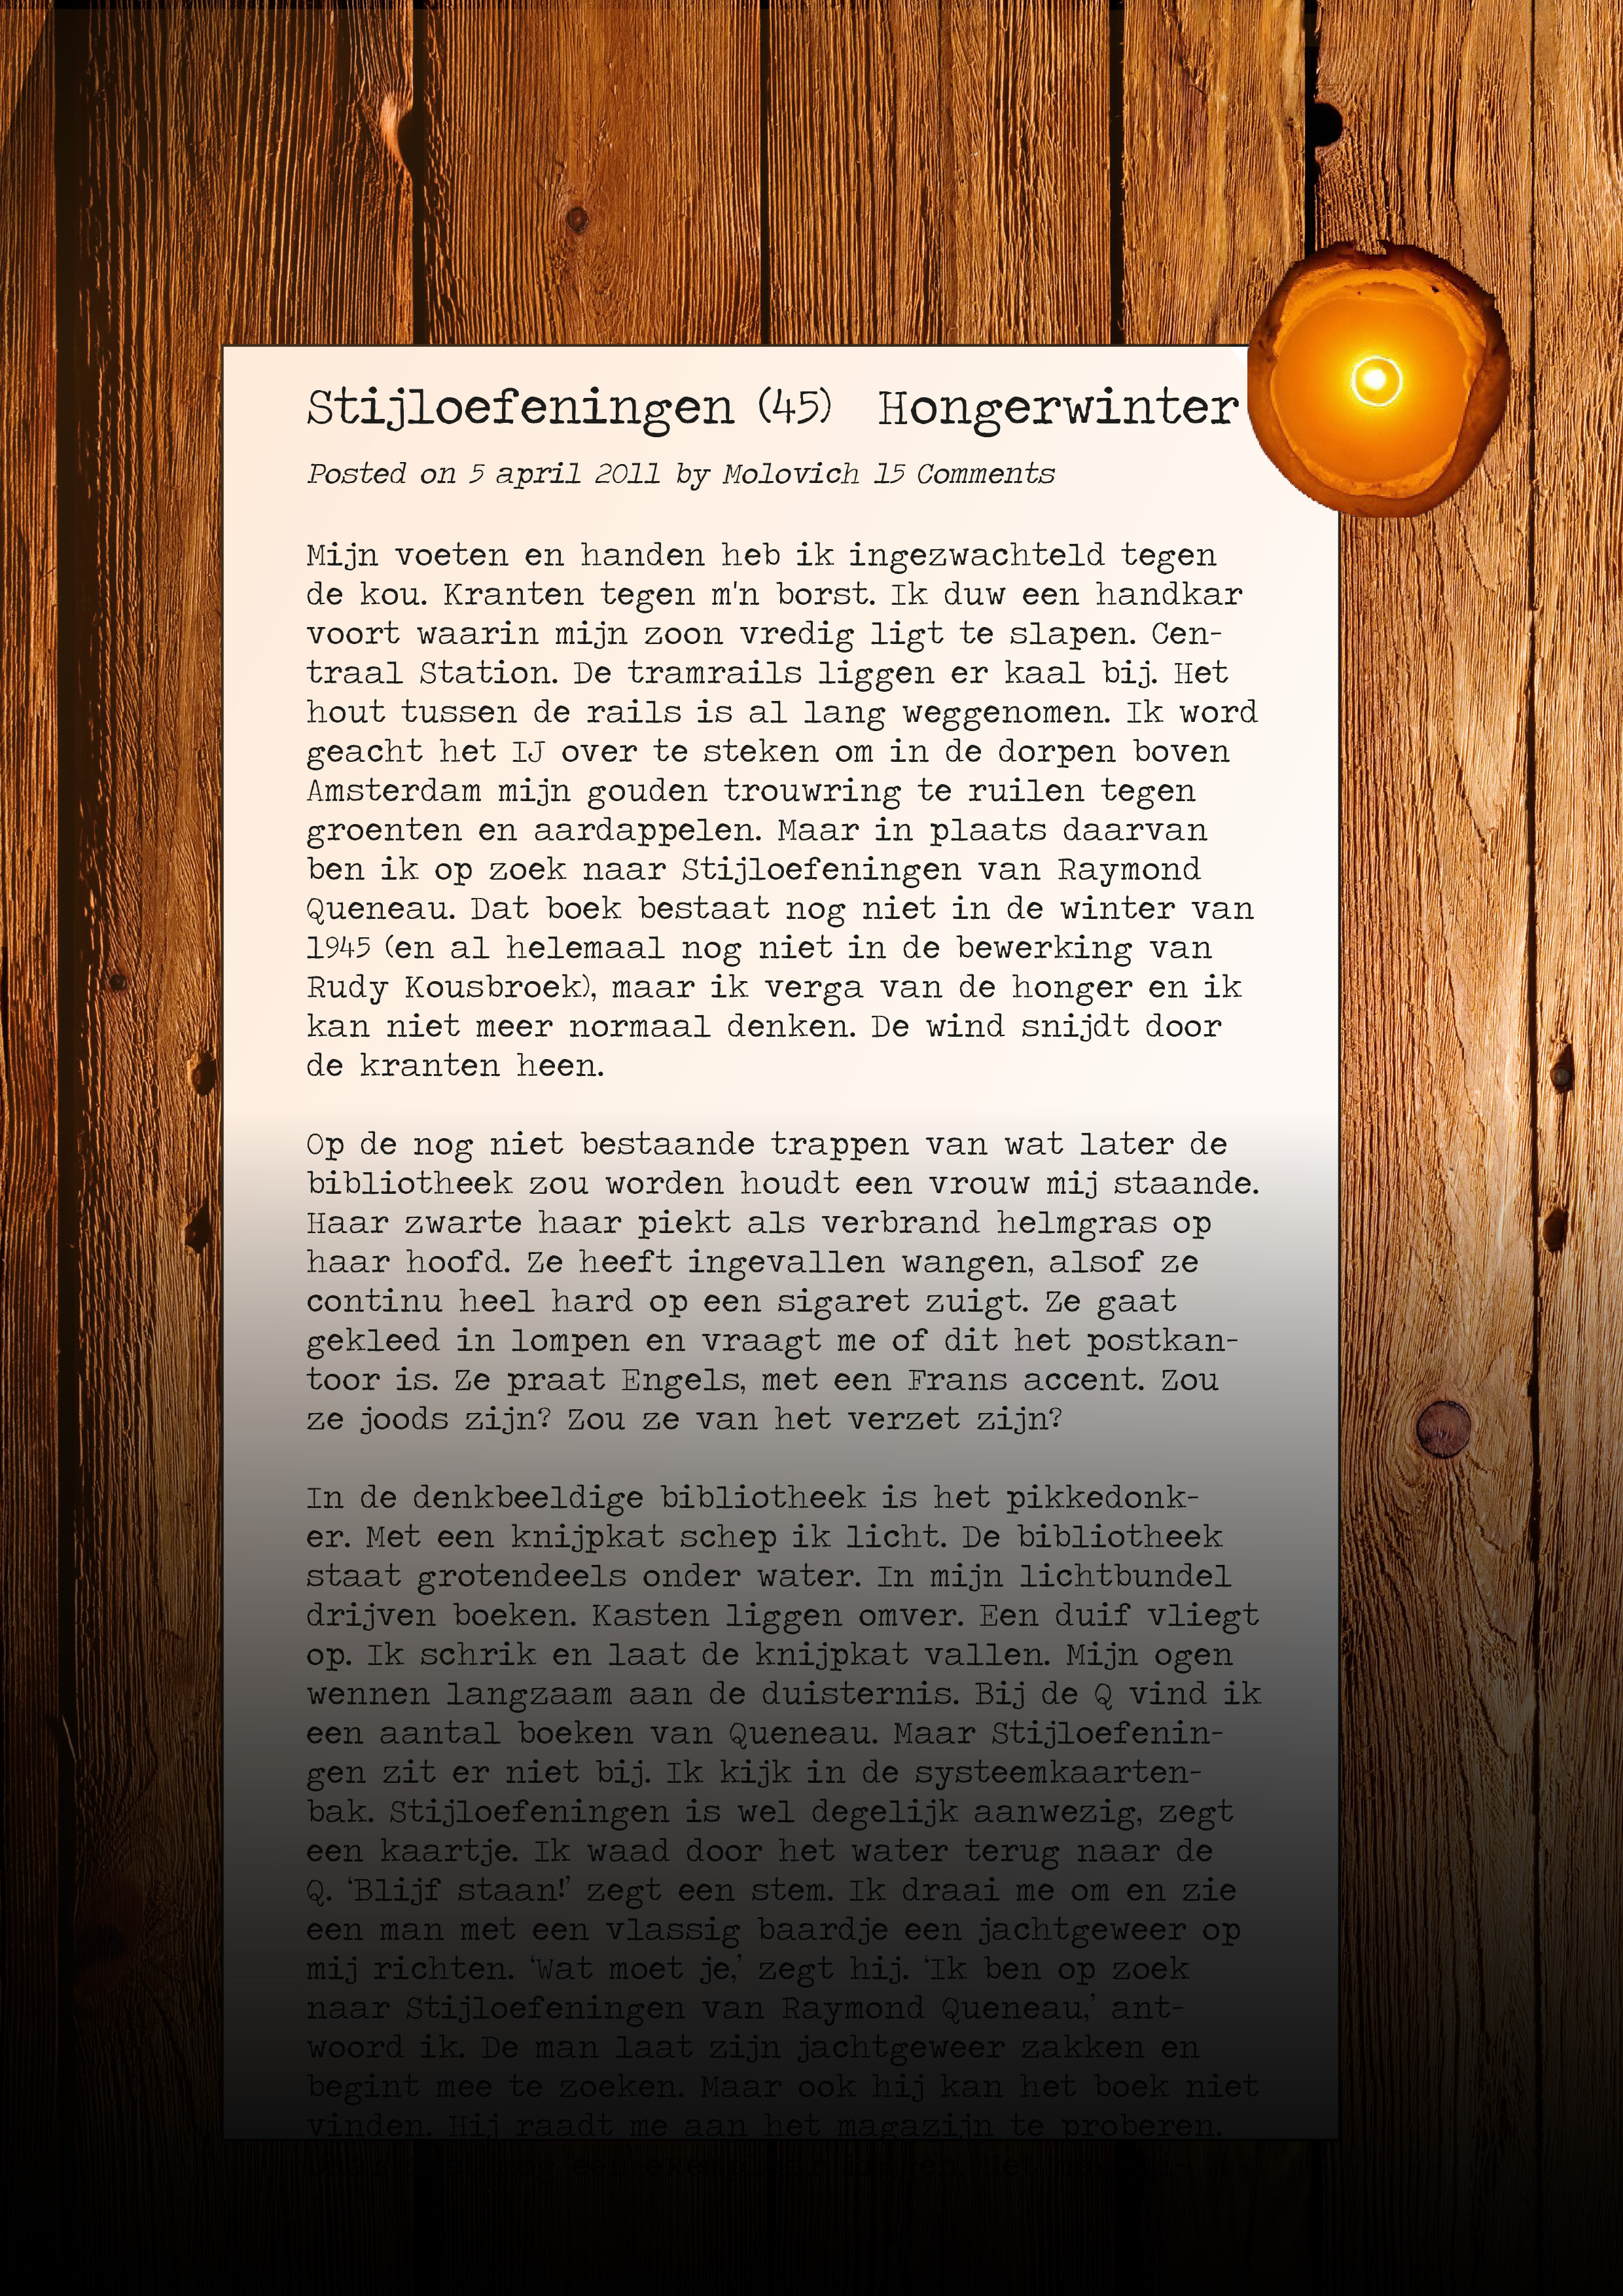 Stijloefeningen (45) Hongerwinter
Posted on 5 april 2011 by Molovich 15 Comments
Mijn voeten en handen heb ik ingezwachteld tegen
de kou. Kranten tegen m'n borst. Ik duw een handkar
voort waarin mijn zoon vredig ligt te slapen. Cen-
traal Station. De tramrails liggen er kaal bij. Het
hout tussen de rails is al lang weggenomen. Ik word
geacht het IJ over te steken om in de dorpen boven
Amsterdam mijn gouden trouwring te ruilen tegen
groenten en aardappelen. Maar in plaats daarvan
ben ik op zoek naar Stijloefeningen van Raymond
Queneau. Dat boek bestaat nog niet in de winter van
1945 (en al helemaal nog niet in de bewerking van
Rudy Kousbroek), maar ik verga van de honger en ik
kan niet meer normaal denken. De wind snijdt door
de kranten heen.
Op de nog niet bestaande trappen van wat later de
bibliotheek zou worden houdt een vrouw mij staande.
Haar zwarte haar piekt als verbrand helmgras op
haar hoofd. Ze heeft ingevallen wangen, alsof ze
continu heel hard op een sigaret zuigt. Ze gaat
gekleed in lompen en vraagt me of dit het postkan-
toor is. Ze praat Engels, met een Frans accent. Zou
ze joods zijn? Zou ze van het verzet zijn?
In de denkbeeldige bibliotheek is het pikkedonk-
er. Met een knijpkat schep ik licht. De bibliotheek
staat grotendeels onder water. In mijn lichtbundel
drijven boeken. Kasten liggen omver. Een duif vliegt
op. Ik schrik en laat de knijpkat vallen. Mijn ogen
wennen langzaam aan de duisternis. Bij de Q vind ik
een aantal boeken van Queneau. Maar Stijloefenin-
gen zit er niet bij. Ik kijk in de systeemkaarten-
bak. Stijloefeningen is wel degelijk aanwezig, zegt
een kaartje. Ik waad door het water terug naar de
Q. ‘Blijf staan!’ zegt een stem. Ik draai me om en zie
een man met een vlassig baardje een jachtgeweer op
mij richten. ‘Wat moet je,’ zegt hij. ‘Ik ben op zoek
naar Stijloefeningen van Raymond Queneau,’ ant-
woord ik. De man laat zijn jachtgeweer zakken en
begint mee te zoeken. Maar ook hij kan het boek niet
vinden. Hij raadt me aan het magazijn te proberen.